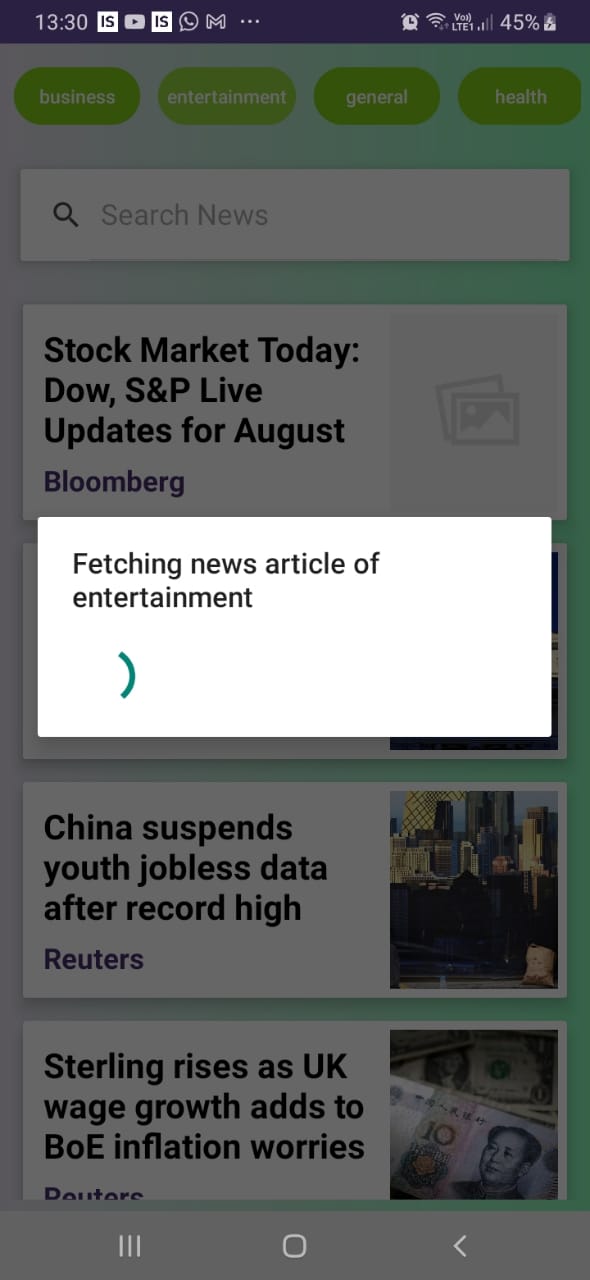 13:30 IS IS Vo)) LTE1 45%
business entertainment general health
Search News
Stock Market Today:
Dow, S&P Live
Updates for August
Bloomberg
Fetching news article of
entertainment
China suspends
youth jobless data
after record high
Reuters
Sterling rises as UK
wage growth adds to
BoE inflation worries
Reuters